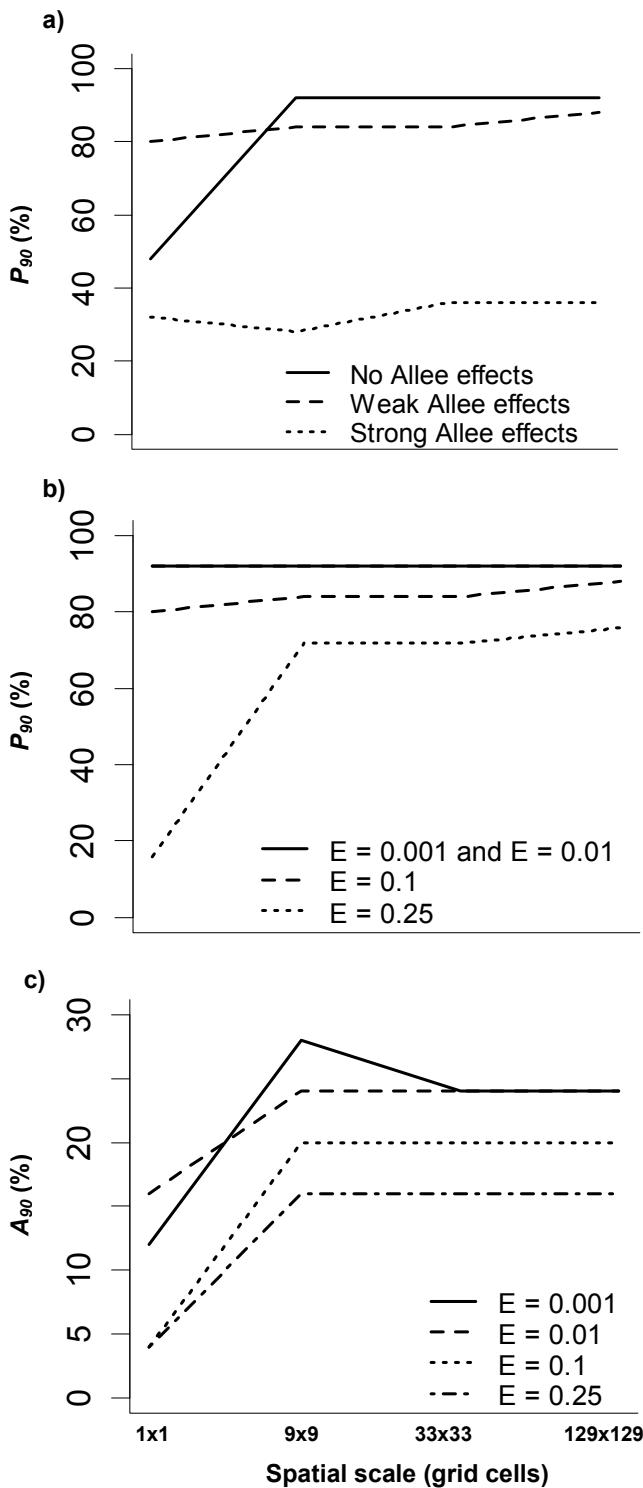 a)
100
80
60
40
20
0
P90 (%)
No Allee effects
Weak Allee effects
Strong Allee effects
b)
100
80
60
40
20
0
P90 (%)
E = 0.001 and E = 0.01
E = 0.1
E = 0.25
c)
30
20
10
5
0
A90 (%)
E = 0.001
E = 0.01
E = 0.1
E = 0.25
1x1 9x9 33x33 129x129
Spatial scale (grid cells)